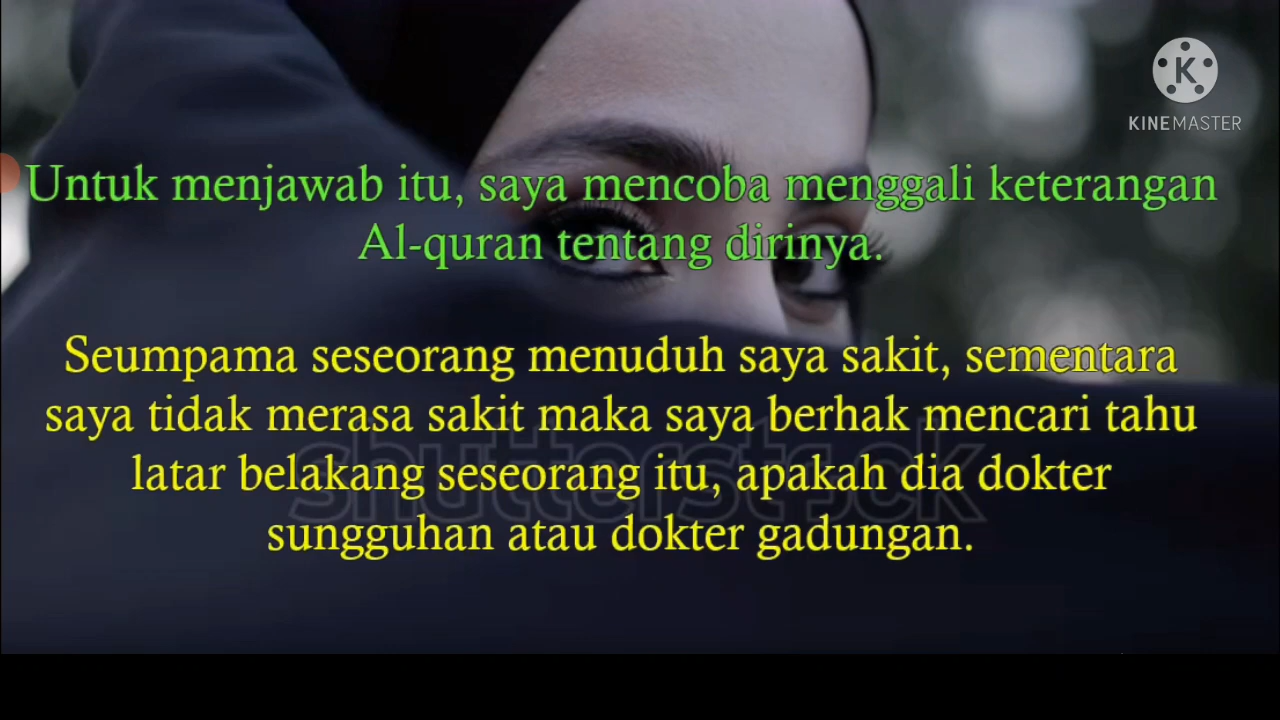 KINEMASTER
Untuk menjawab itu, saya mencoba menggali keterangan
Al-quran tentang dirinya.
Seumpama seseorang menuduh saya sakit, sementara
saya tidak merasa sakit maka saya berhak mencari tahu
latar belakang seseorang itu, apakah dia dokter
sungguhan atau dokter gadungan.
shutterstock